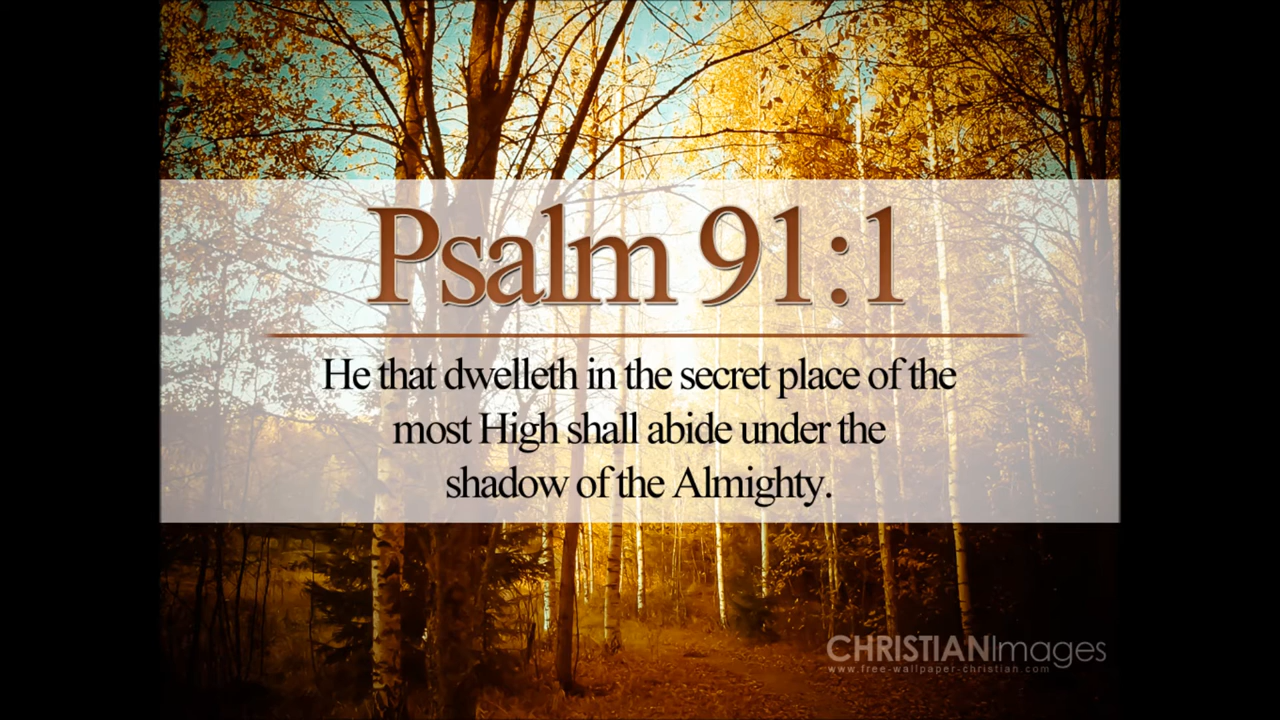 Psalm 91:1
He that dwelleth in the secret place of the
most High shall abide under the
shadow of the Almighty.
CHRISTIANImages
www.free-wallpaper-christian.com